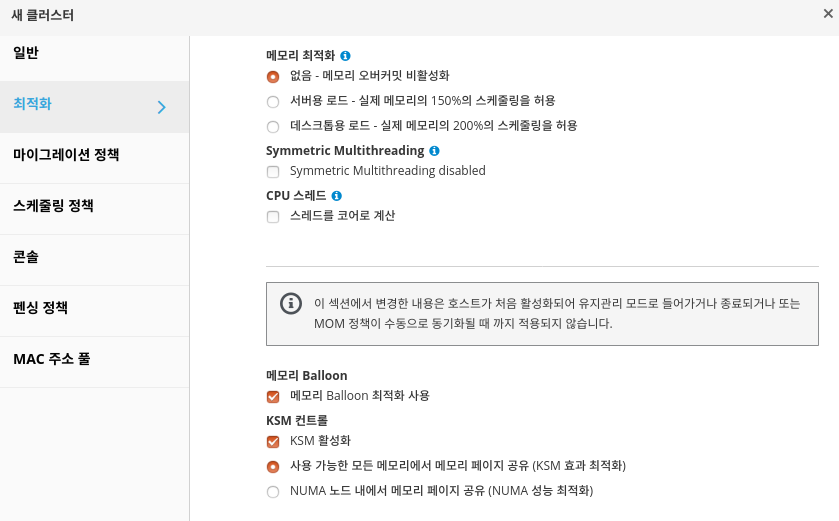 새 클러스터
일반
최적화
마이그레이션 정책
스케줄링 정책
콘솔
펜싱 정책
MAC 주소 풀
메모리 최적화
없음 - 메모리 오버커밋 비활성화
서버용 로드 - 실제 메모리의 150%의 스케줄링을 허용
데스크톱용 로드 - 실제 메모리의 200%의 스케줄링을 허용
Symmetric Multithreading
Symmetric Multithreading disabled
CPU 스레드
스레드를 코어로 계산
이 섹션에서 변경한 내용은 호스트가 처음 활성화되어 유지관리 모드로 들어가거나 종료되거나 또는
MOM 정책이 수동으로 동기화될 때 까지 적용되지 않습니다.
메모리 Balloon
메모리 Balloon 최적화 사용
KSM 컨트롤
KSM 활성화
사용 가능한 모든 메모리에서 메모리 페이지 공유 (KSM 효과 최적화)
NUMA 노드 내에서 메모리 페이지 공유 (NUMA 성능 최적화)